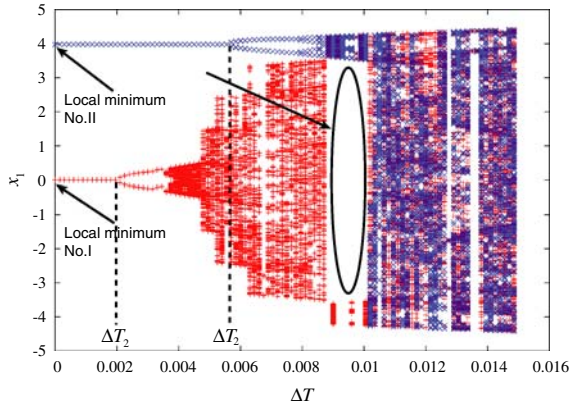 5
4
3
2
1
0
-1
-2
-3
-4
-5
x1
Local minimum
No.II
Local minimum
No.I
ΔT2
ΔT2
0
0.002
0.004
0.006
0.008
0.01
0.012
0.014
0.016
ΔT